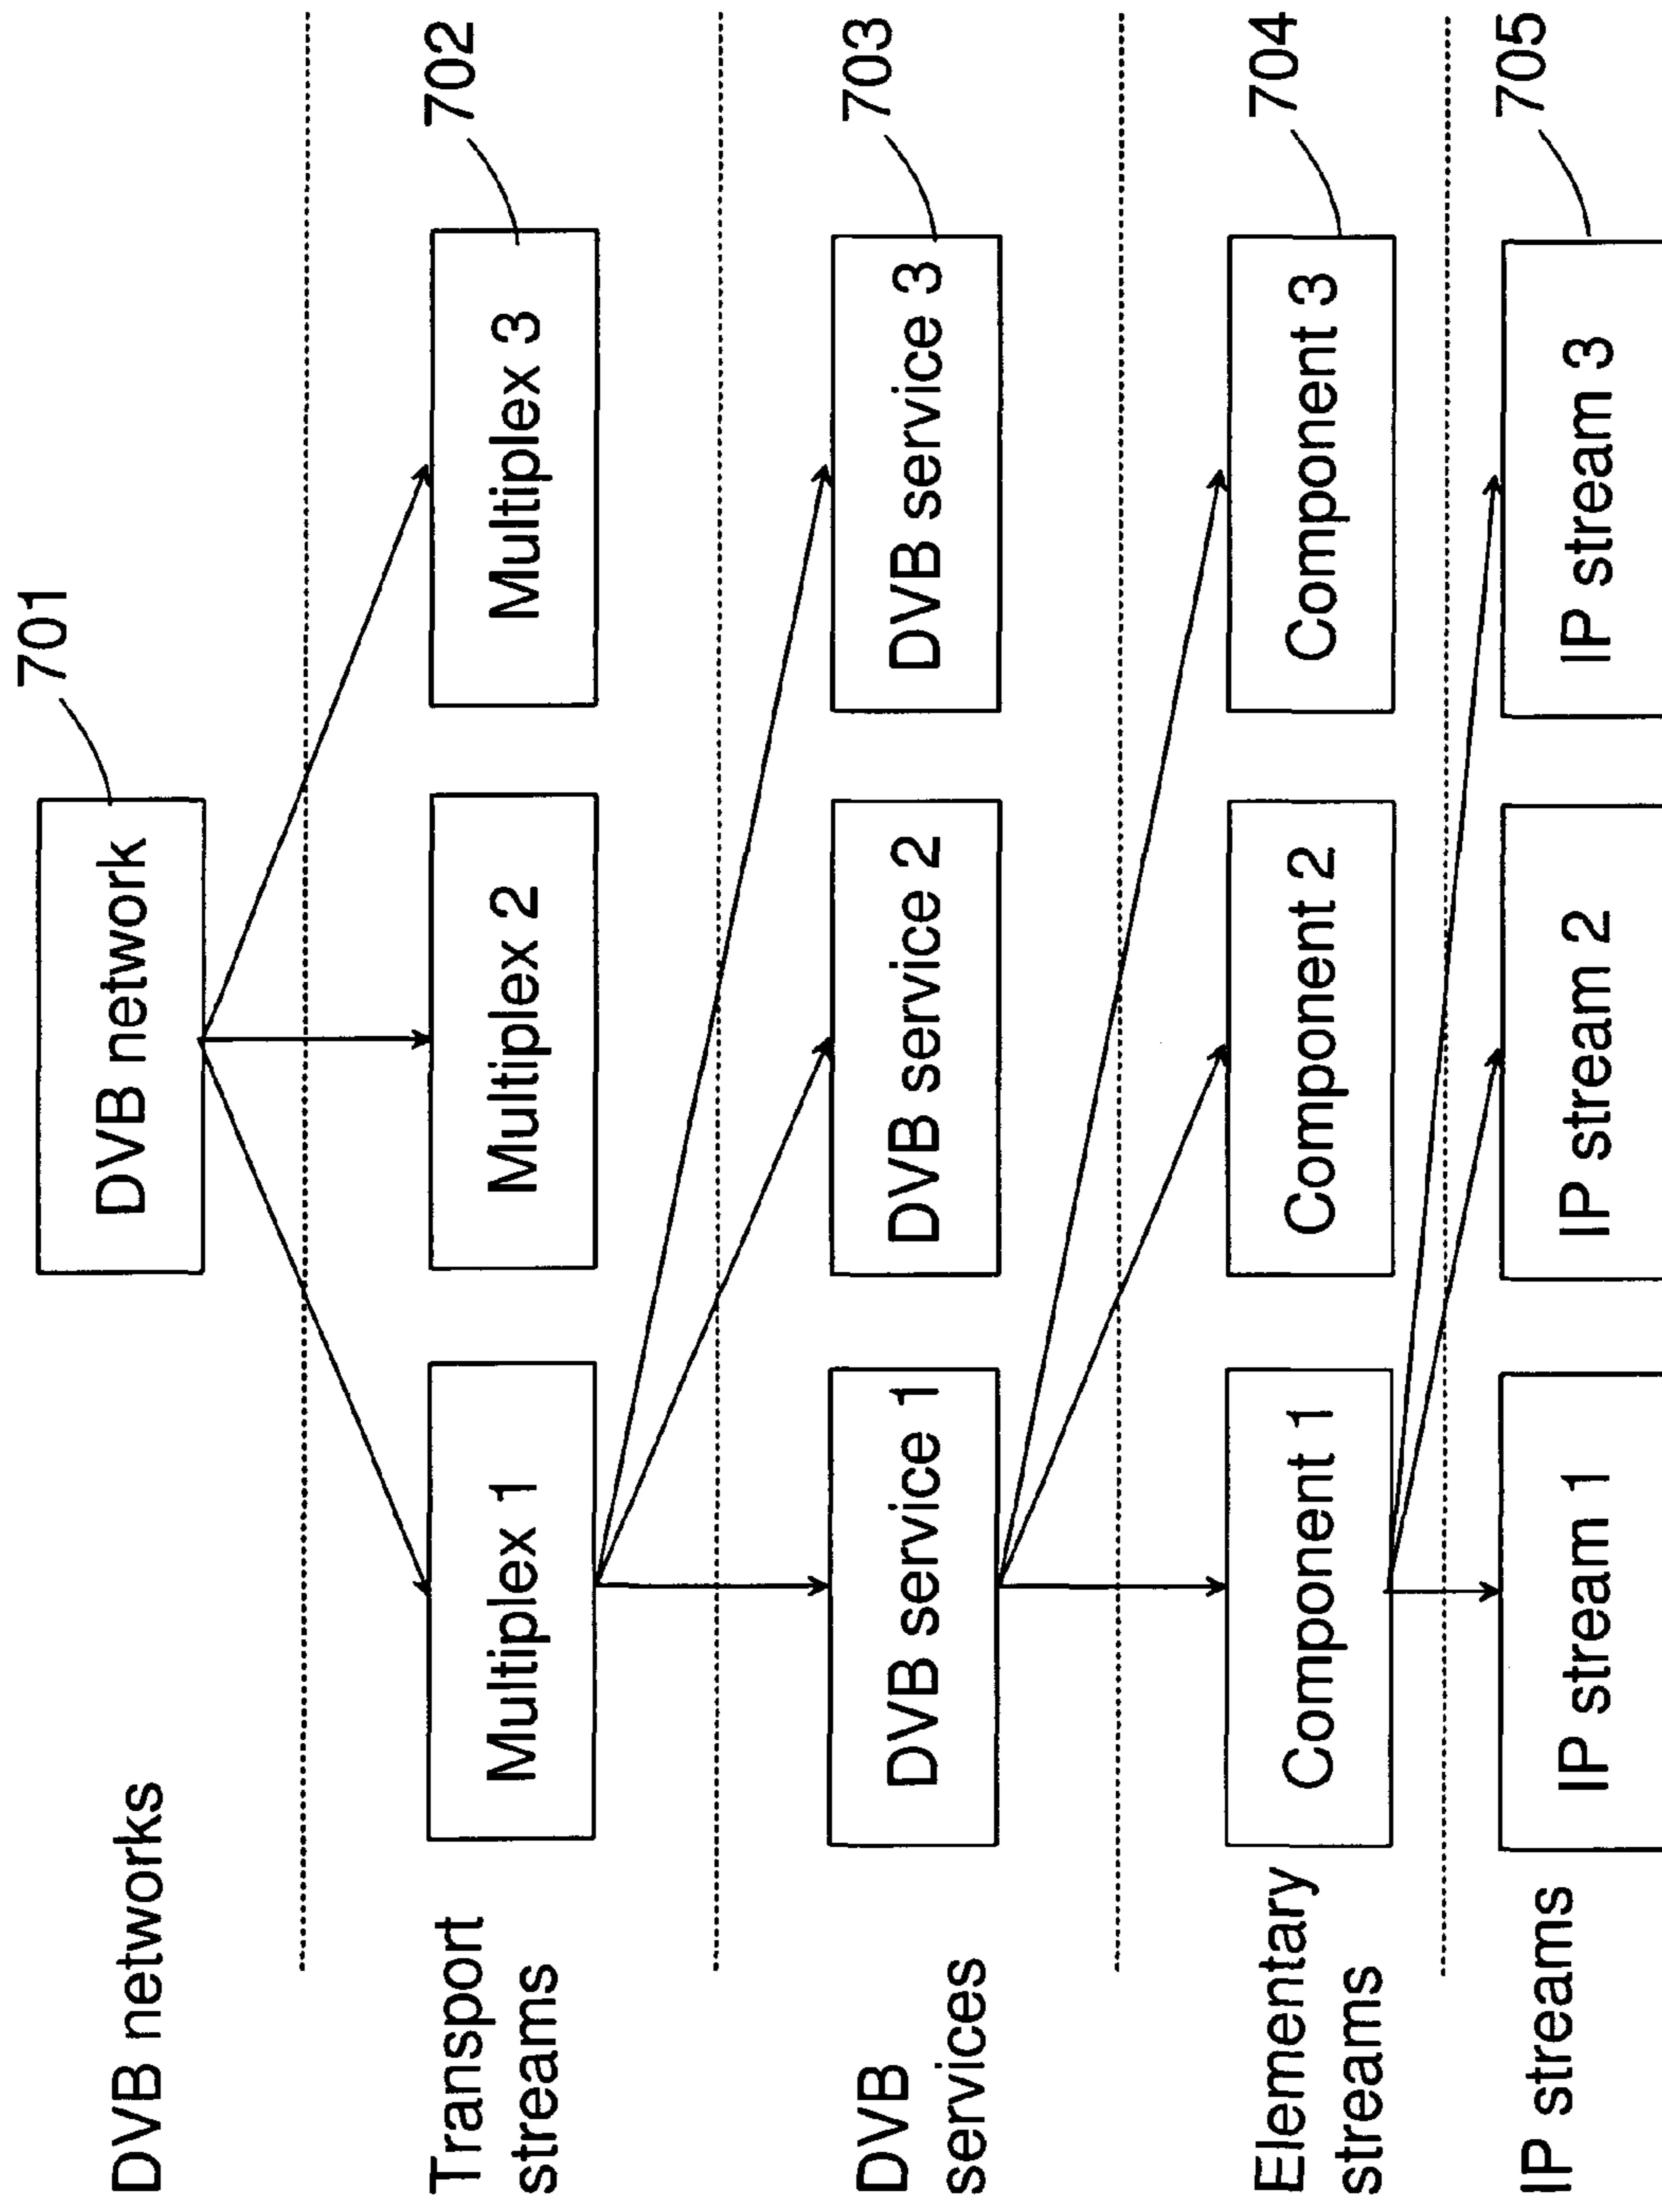 DVB networks
DVB network
701
Transport
streams
Multiplex 1
Multiplex 2
Multiplex 3
702
DVB
services
DVB service 1
DVB service 2
DVB service 3
703
Elementary
streams
Component 1
Component 2
Component 3
704
IP streams
IP stream 1
IP stream 2
IP stream 3
705